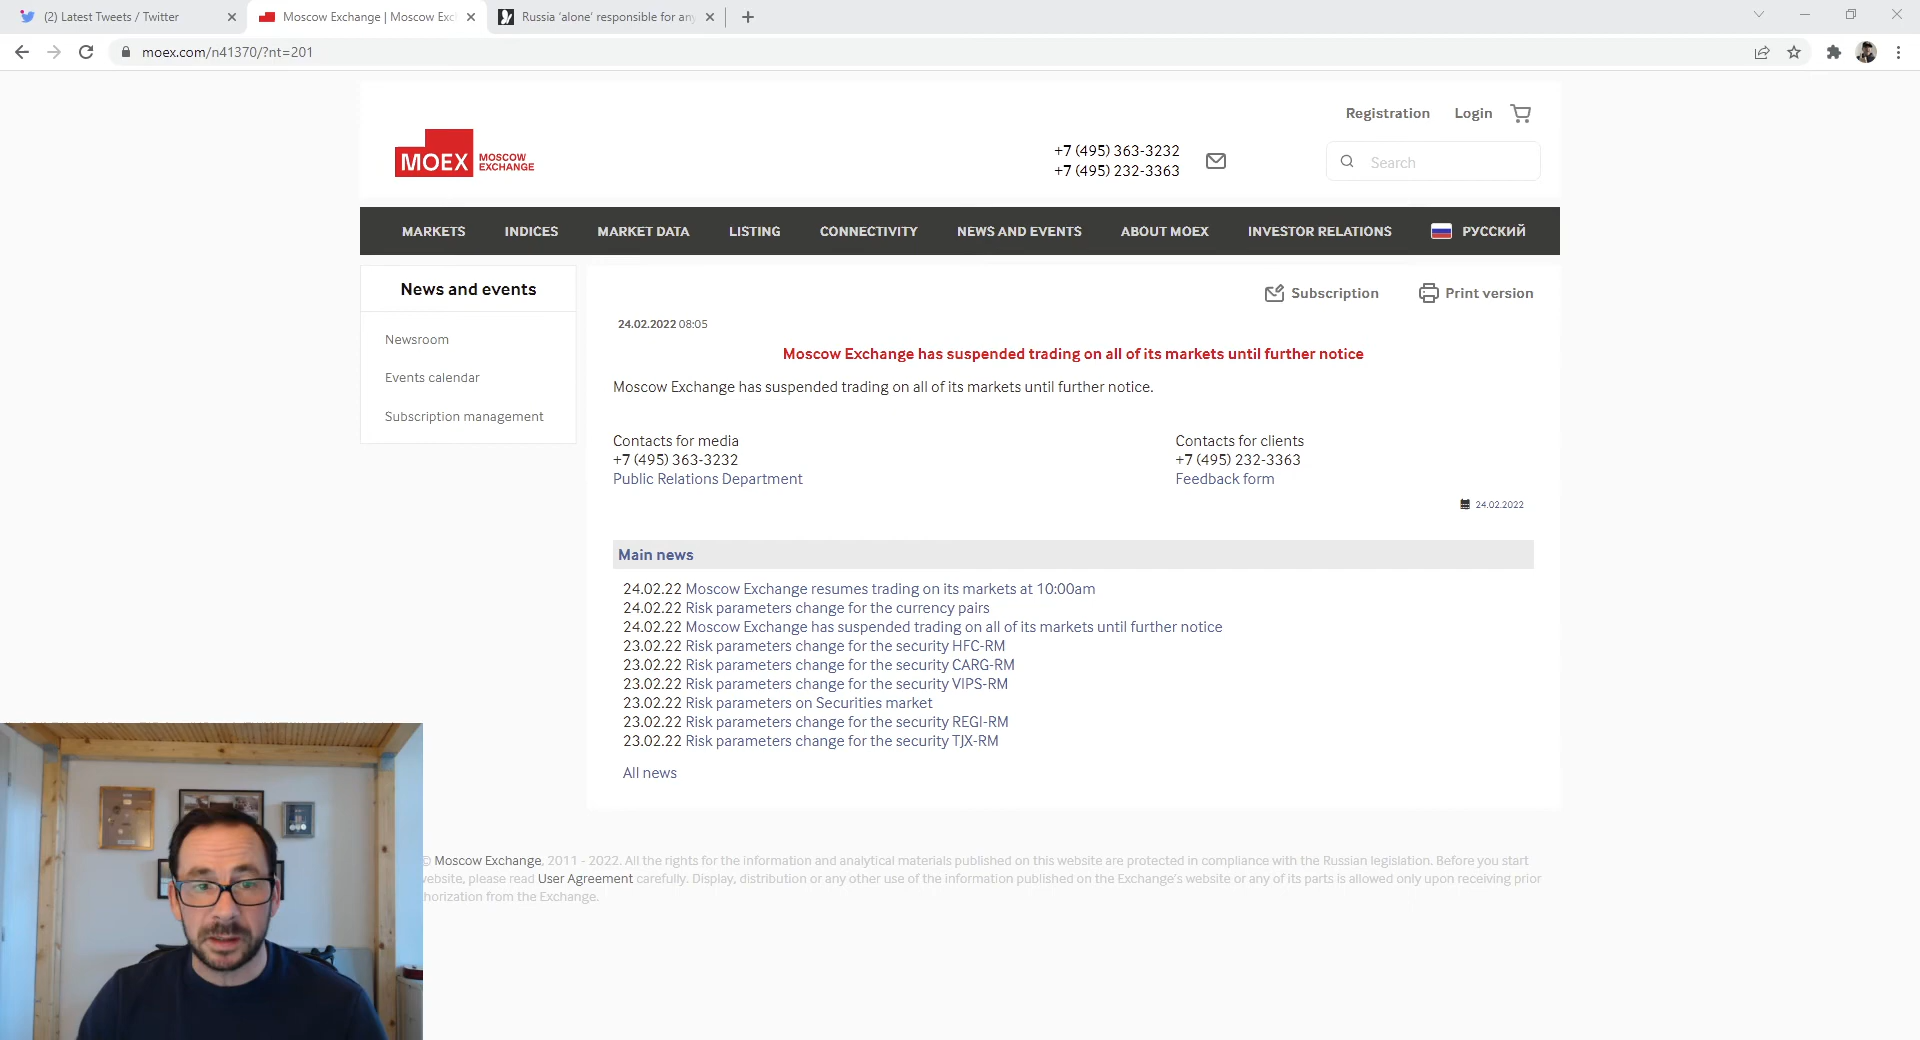 (2) Latest Tweets / Twitter
Moscow Exchange | Moscow Exc
Russia 'alone' responsible for any
moex.com/n41370/?nt=201
Registration
Login
MOEX MOSCOW EXCHANGE
+7 (495) 363-3232
+7 (495) 232-3363
Search
MARKETS INDICES MARKET DATA LISTING CONNECTIVITY NEWS AND EVENTS ABOUT MOEX INVESTOR RELATIONS РУССКИЙ
News and events
Newsroom
Events calendar
Subscription management
Subscription
Print version
24.02.2022 08:05
Moscow Exchange has suspended trading on all of its markets until further notice
Moscow Exchange has suspended trading on all of its markets until further notice.
Contacts for media
+7 (495) 363-3232
Public Relations Department
Contacts for clients
+7 (495) 232-3363
Feedback form
24.02.2022
Main news
24.02.22 Moscow Exchange resumes trading on its markets at 10:00am
24.02.22 Risk parameters change for the currency pairs
24.02.22 Moscow Exchange has suspended trading on all of its markets until further notice
23.02.22 Risk parameters change for the security HFC-RM
23.02.22 Risk parameters change for the security CARG-RM
23.02.22 Risk parameters change for the security VIPS-RM
23.02.22 Risk parameters on Securities market
23.02.22 Risk parameters change for the security REGI-RM
23.02.22 Risk parameters change for the security TJX-RM
All news
© Moscow Exchange, 2011 - 2022. All the rights for the information and analytical materials published on this website are protected in compliance with the Russian legislation. Before you start
website, please read User Agreement carefully. Display, distribution or any other use of the information published on the Exchange's website or any of its parts is allowed only upon receiving prior
horization from the Exchange.